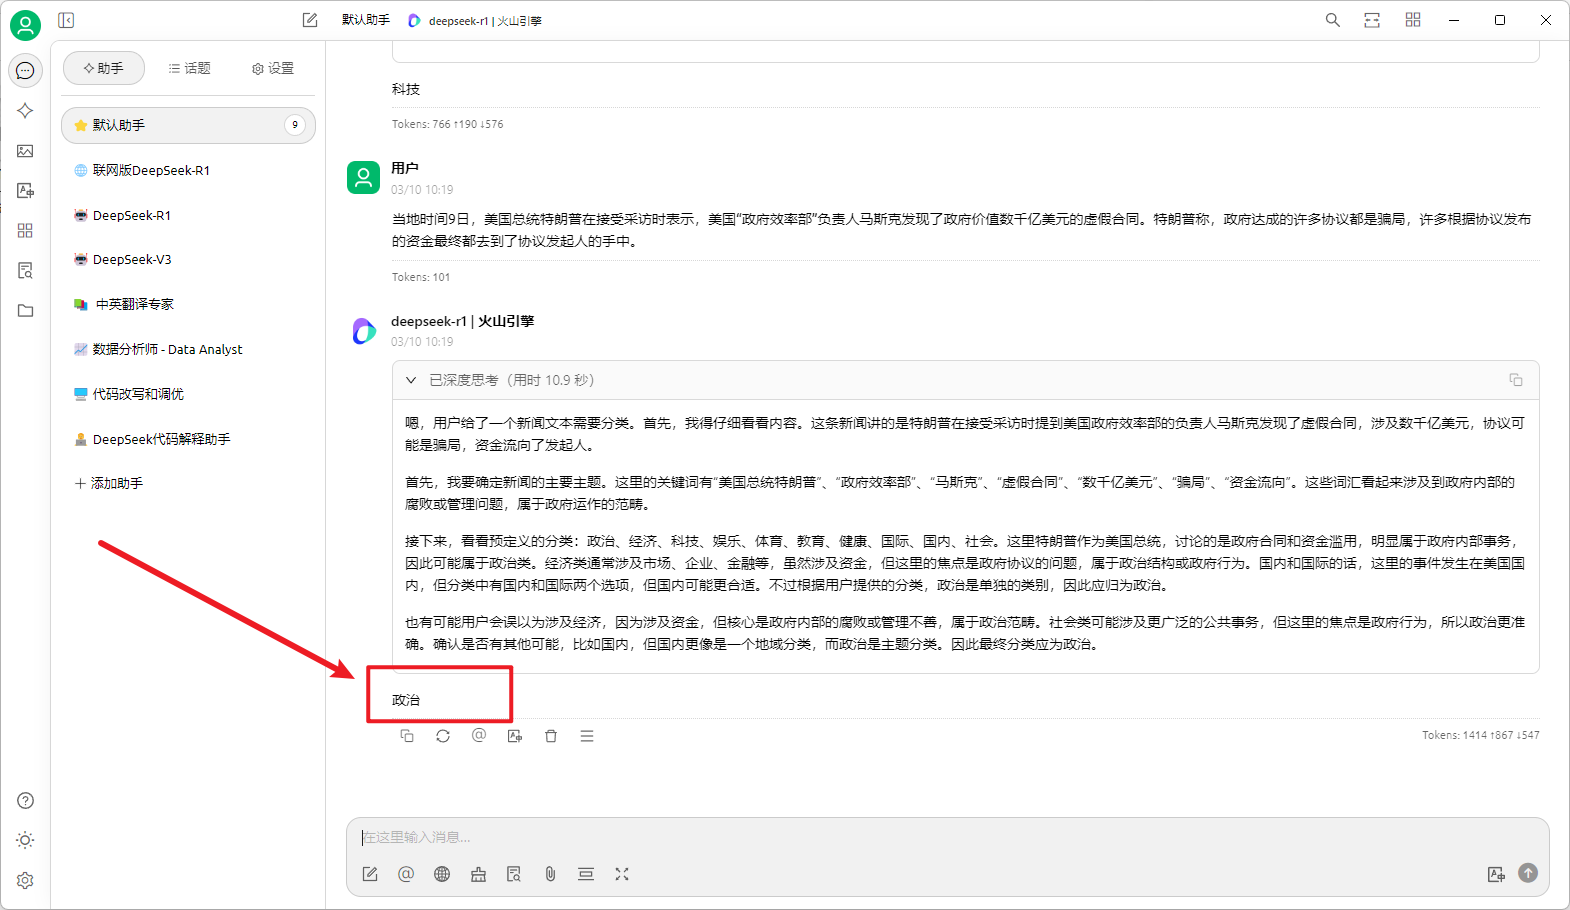 默认助手
deepseek-r1 | 火山引擎
助手
话题
设置
默认助手
9
联网版DeepSeek-R1
DeepSeek-R1
DeepSeek-V3
中英翻译专家
数据分析师 - Data Analyst
代码改写和调优
DeepSeek代码解释助手
添加助手
科技
Tokens: 766 ↑190 ↓576
用户
03/10 10:19
当地时间9日，美国总统特朗普在接受采访时表示，美国“政府效率部”负责人马斯克发现了政府价值数千亿美元的虚假合同。特朗普称，政府达成的许多协议都是骗局，许多根据协议发布
的资金最终都去到了协议发起人的手中。
Tokens: 101
deepseek-r1 | 火山引擎
03/10 10:19
已深度思考（用时 10.9 秒）
嗯，用户给了一个新闻文本需要分类。首先，我得仔细看看内容。这条新闻讲的是特朗普在接受采访时提到美国政府效率部的负责人马斯克发现了虚假合同，涉及数千亿美元，协议可
能是骗局，资金流向了发起人。
首先，我要确定新闻的主要主题。这里的关键词有“美国总统特朗普”、“政府效率部”、“马斯克”、“虚假合同”、“数千亿美元”、“骗局”、“资金流向”。这些词汇看起来涉及到政府内部的
腐败或管理问题，属于政府运作的范畴。
接下来，看看预定义的分类：政治、经济、科技、娱乐、体育、教育、健康、国际、国内、社会。这里特朗普作为美国总统，讨论的是政府合同和资金滥用，明显属于政府内部事务，
因此可能属于政治类。经济类通常涉及市场、企业、金融等，虽然涉及资金，但这里的焦点是政府协议的问题，属于政治结构或政府行为。国内和国际的话，这里的事件发生在美国国
内，但分类中有国内和国际两个选项，但国内可能更合适。不过根据用户提供的分类，政治是单独的类别，因此应归为政治。
也有可能用户会误以为涉及经济，因为涉及资金，但核心是政府内部的腐败或管理不善，属于政治范畴。社会类可能涉及更广泛的公共事务，但这里的焦点是政府行为，所以政治更准
确。确认是否有其他可能，比如国内，但国内更像是一个地域分类，而政治是主题分类。因此最终分类应为政治。
政治
Tokens: 1414 ↑867 ↓547
在这里输入消息...